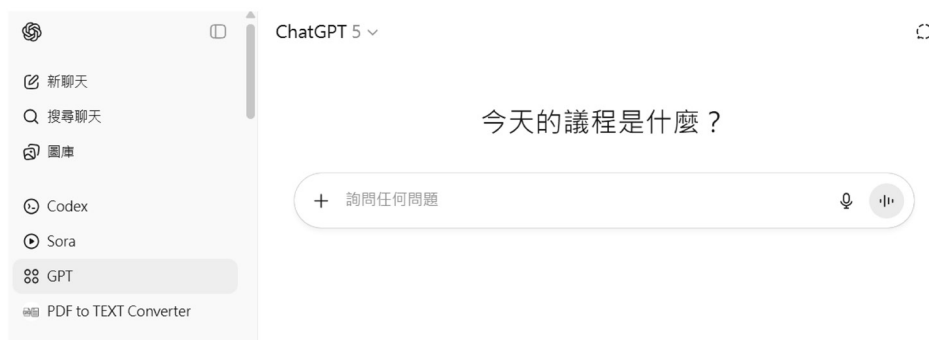 ChatGPT 5
新聊天
搜尋聊天
圖庫
Codex
Sora
GPT
PDF to TEXT Converter
今天的議程是什麼？
詢問任何問題